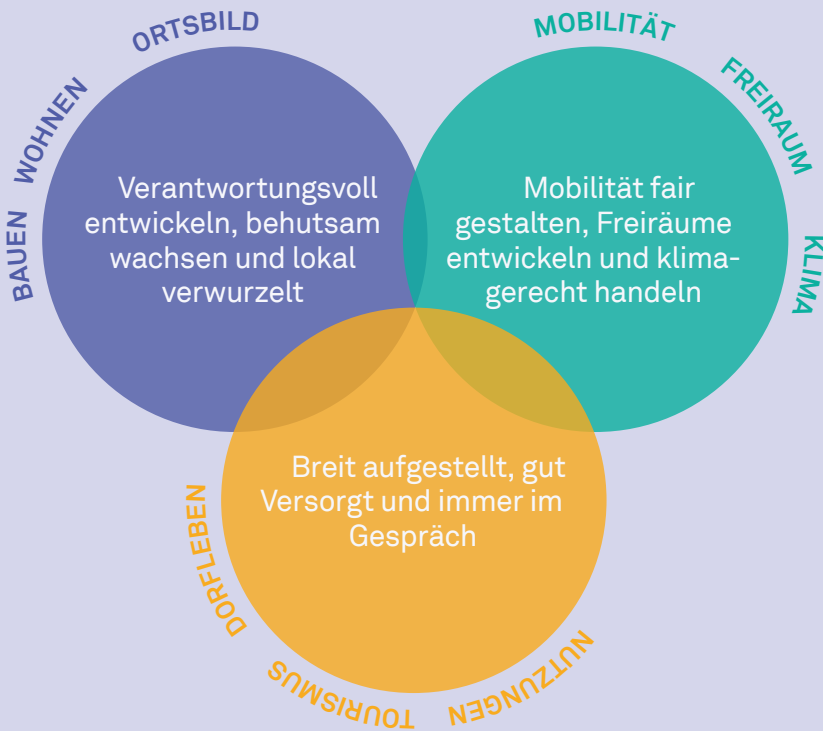 BAUEN WOHNEN ORTSBILD
Verantwortungsvoll
entwickeln, behutsam
wachsen und lokal
verwurzelt
MOBILITÄT FREIRAUM KLIMA
Mobilität fair
gestalten, Freiräume
entwickeln und klima-
gerecht handeln
Breit aufgestellt, gut
Versorgt und immer im
Gespräch
DORFLEBEN TOURISMUS NUTZUNGEN